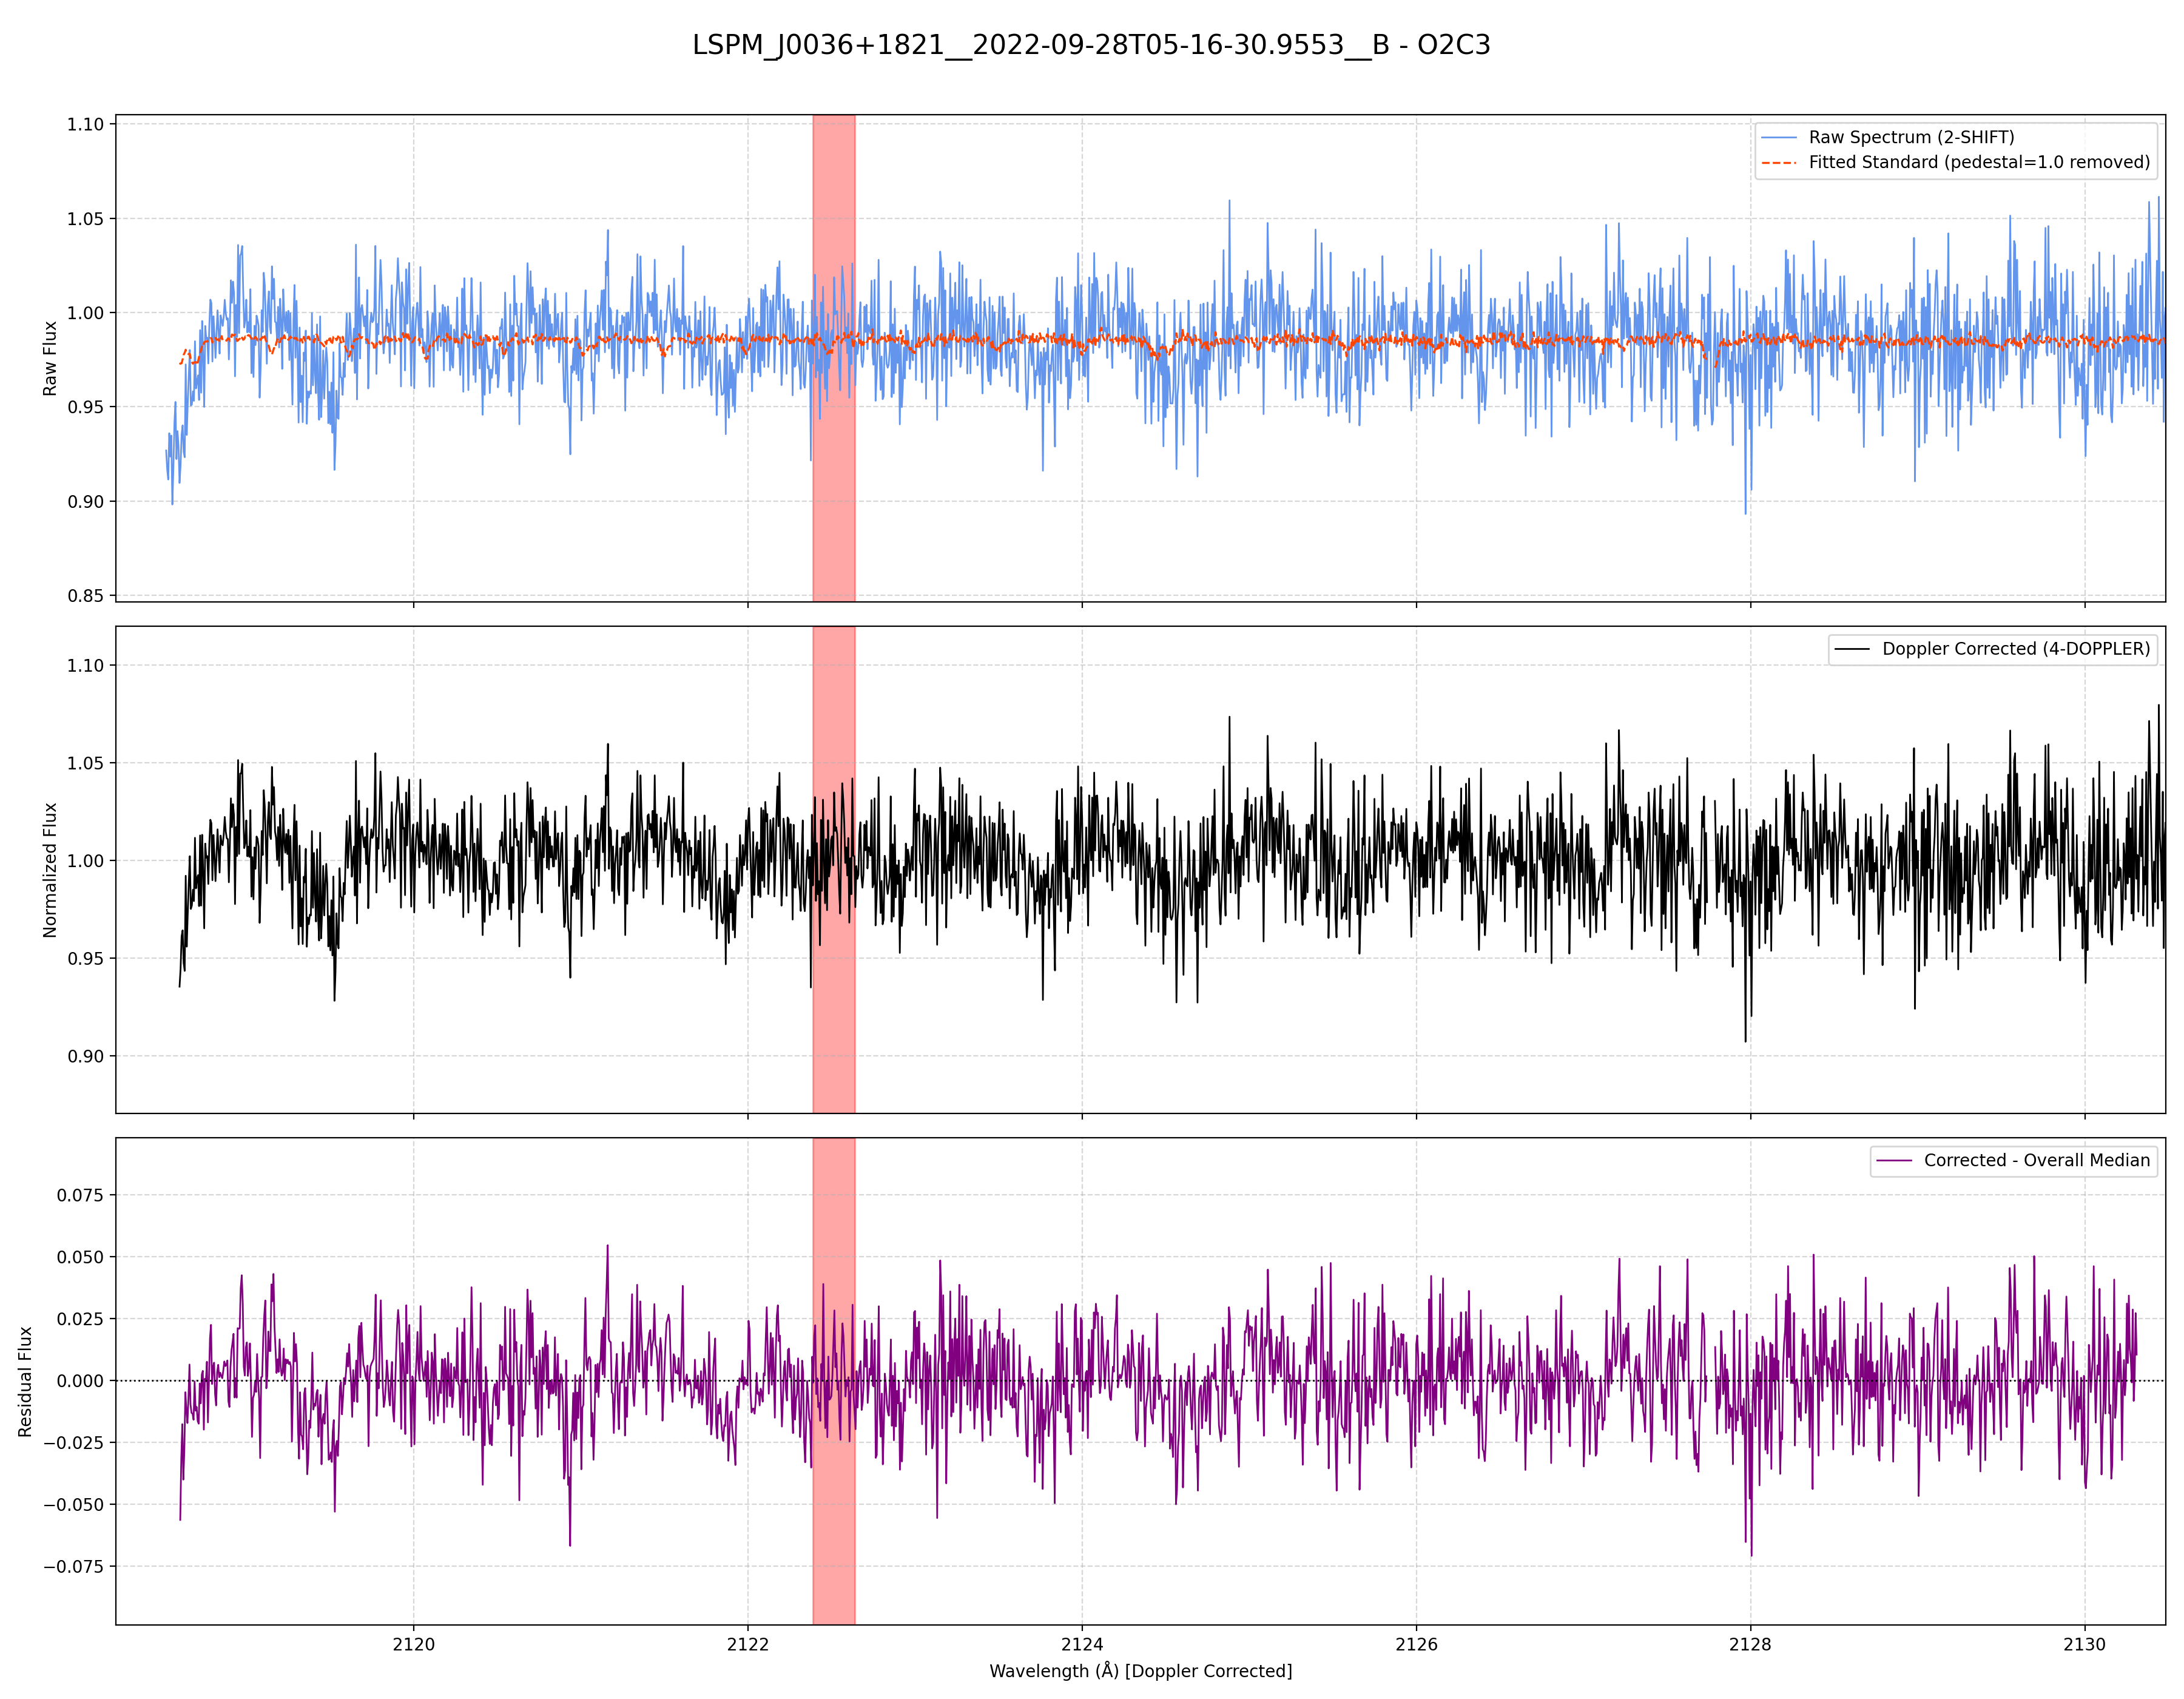 LSPM_J0036+1821__2022-09-28T05-16-30.9553__B - O2C3
Raw Flux
1.10
1.05
1.00
0.95
0.90
0.85
Raw Spectrum (2-SHIFT)
Fitted Standard (pedestal=1.0 removed)
Normalized Flux
1.10
1.05
1.00
0.95
0.90
Doppler Corrected (4-DOPPLER)
Residual Flux
0.075
0.050
0.025
0.000
−0.025
−0.050
−0.075
Corrected - Overall Median
2120
2122
2124
2126
2128
2130
Wavelength (Å) [Doppler Corrected]